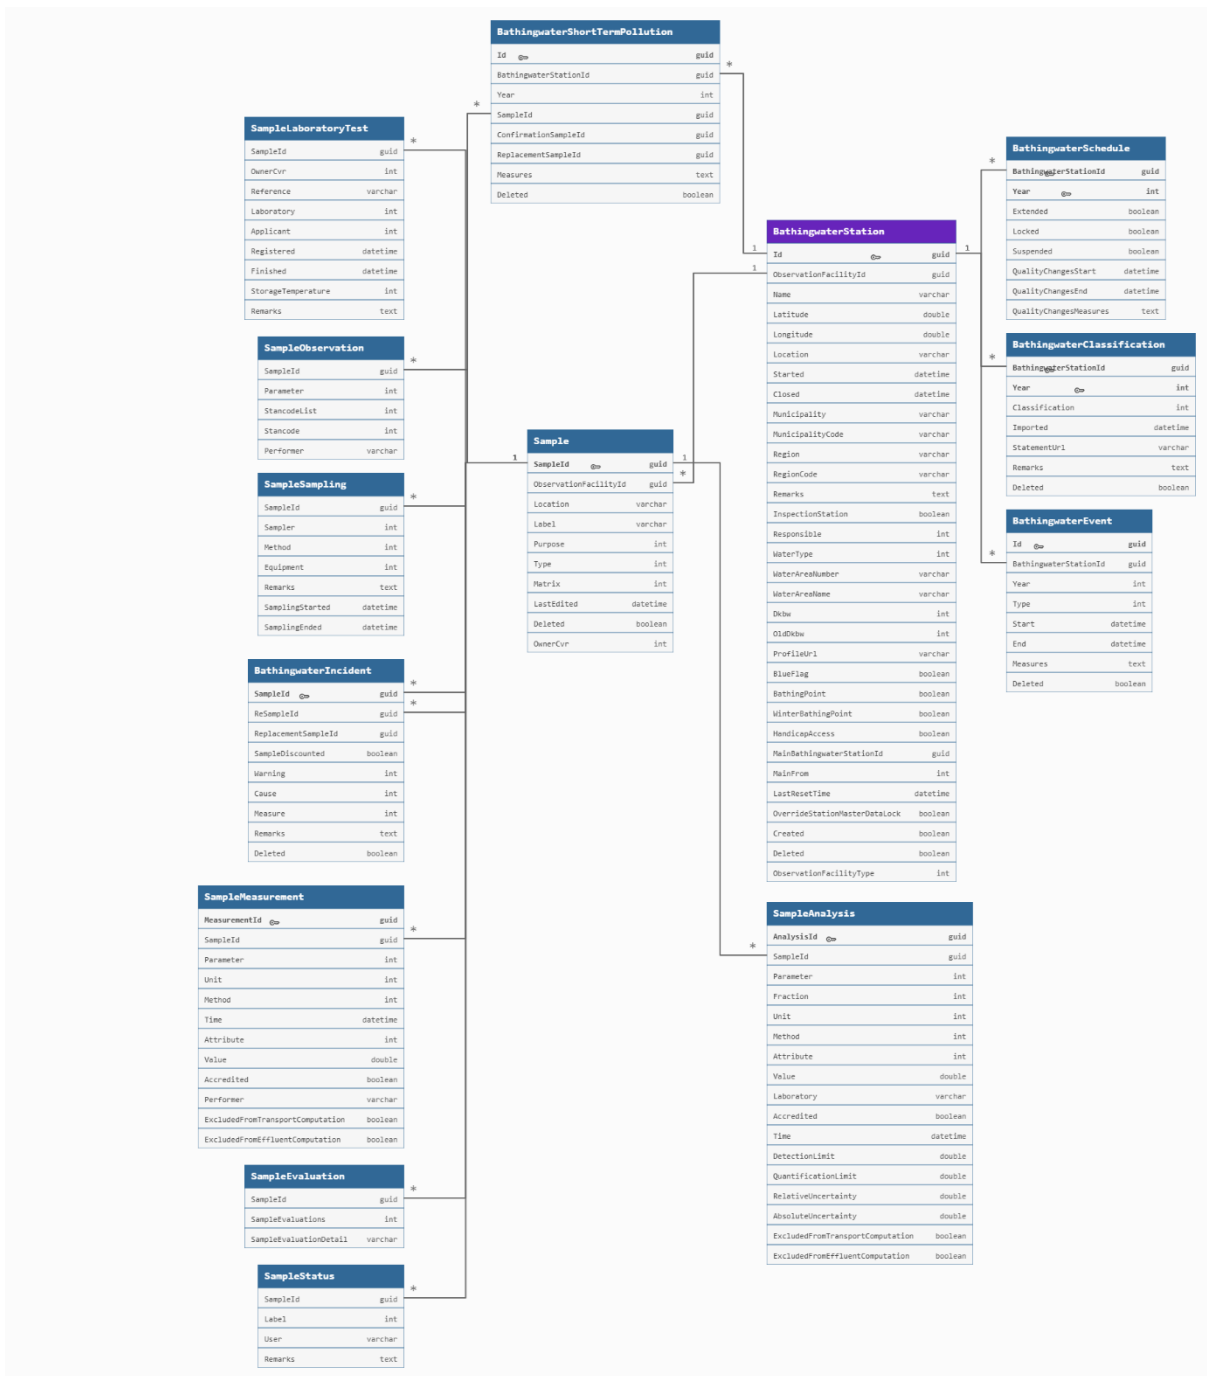 BathingwaterShortTermPollution
Id guid
BathingwaterStationId guid
Year int
SampleId guid
ConfirmationSampleId guid
ReplacementSampleId guid
Measures text
Deleted boolean
*
*
SampleLaboratoryTest
SampleId guid
OwnerCvr int
Reference varchar
Laboratory int
Applicant int
Registered datetime
Finished datetime
StorageTemperature int
Remarks text
*
SampleObservation
SampleId guid
Parameter int
StancodeList int
Stancode int
Performer varchar
*
SampleSampling
SampleId guid
Sampler int
Method int
Equipment int
Remarks text
SamplingStarted datetime
SamplingEnded datetime
*
BathingwaterIncident
SampleId guid
ReSampleId guid
ReplacementSampleId guid
SampleDiscounted boolean
Warning int
Cause int
Measure int
Remarks text
Deleted boolean
*
*
SampleMeasurement
MeasurementId guid
SampleId guid
Parameter int
Unit int
Method int
Time datetime
Attribute int
Value double
Accredited boolean
Performer varchar
ExcludedFromTransportComputation boolean
ExcludedFromEffluentComputation boolean
*
SampleEvaluation
SampleId guid
SampleEvaluations int
SampleEvaluationDetail varchar
*
SampleStatus
SampleId guid
Label int
User varchar
Remarks text
*
Sample
1 SampleId guid 1
ObservationFacilityId guid *
Location varchar
Label varchar
Purpose int
Type int
Matrix int
LastEdited datetime
Deleted boolean
OwnerCvr int
BathingwaterStation
1 Id guid 1
1 ObservationFacilityId guid
Name varchar
Latitude double
Longitude double
Location varchar
Started datetime
Closed datetime
Municipality varchar
MunicipalityCode varchar
Region varchar
RegionCode varchar
Remarks text
InspectionStation boolean
Responsible int
WaterType int
WaterAreaNumber varchar
WaterAreaName varchar
Dkbw int
OldDkbw int
ProfileUrl varchar
BlueFlag boolean
BathingPoint boolean
WinterBathingPoint boolean
HandicapAccess boolean
MainBathingwaterStationId guid
MainFrom int
LastResetTime datetime
OverrideStationMasterDataLock boolean
Created boolean
Deleted boolean
ObservationFacilityType int
SampleAnalysis
AnalysisId guid
* SampleId guid
Parameter int
Fraction int
Unit int
Method int
Attribute int
Value double
Laboratory varchar
Accredited boolean
Time datetime
DetectionLimit double
QuantificationLimit double
RelativeUncertainty double
AbsoluteUncertainty double
ExcludedFromTransportComputation boolean
ExcludedFromEffluentComputation boolean
BathingwaterSchedule
* BathingwaterStationId guid
Year int
Extended boolean
Locked boolean
Suspended boolean
QualityChangesStart datetime
QualityChangesEnd datetime
QualityChangesMeasures text
BathingwaterClassification
* BathingwaterStationId guid
Year int
Classification int
Imported datetime
StatementUrl varchar
Remarks text
Deleted boolean
BathingwaterEvent
Id guid
* BathingwaterStationId guid
Year int
Type int
Start datetime
End datetime
Measures text
Deleted boolean